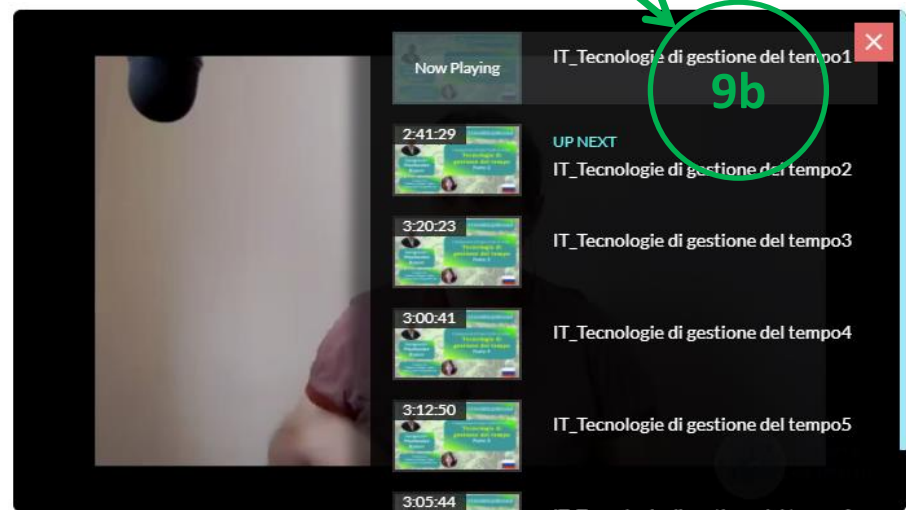 Now Playing
IT_Tecnologie di gestione del tempo1
9b
2:41:29
UP NEXT
IT_Tecnologie di gestione del tempo2
3:20:23
IT_Tecnologie di gestione del tempo3
3:00:41
IT_Tecnologie di gestione del tempo4
3:12:50
IT_Tecnologie di gestione del tempo5
3:05:44